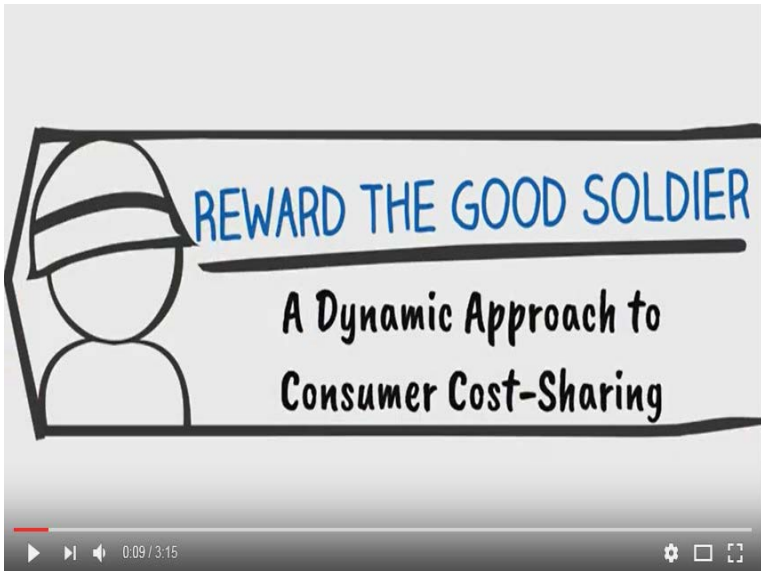 REWARD THE GOOD SOLDIER
A Dynamic Approach to
Consumer Cost-Sharing
0:09 / 3:15